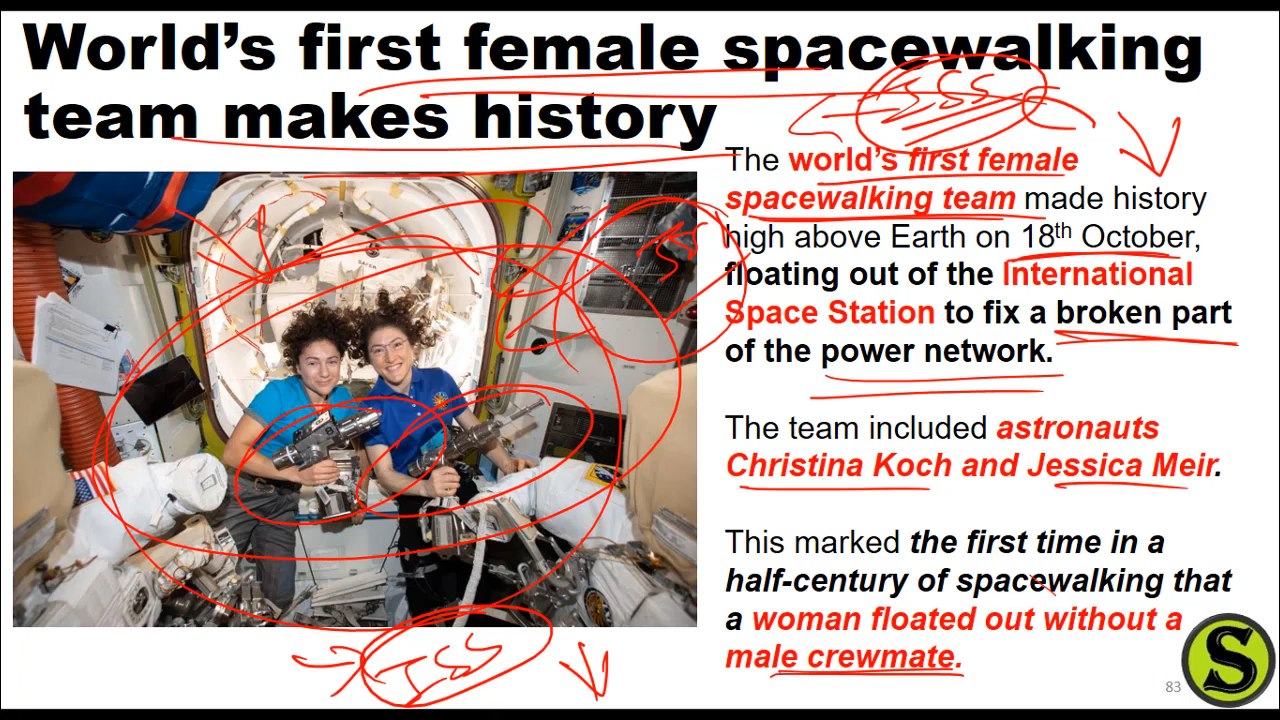 World's first female spacewalking
team makes history
ISS
The world's first female
spacewalking team made history
high above Earth on 18th October,
floating out of the International
Space Station to fix a broken part
of the power network.
The team included astronauts
Christina Koch and Jessica Meir.
This marked the first time in a
half-century of spacewalking that
a woman floated out without a
male crewmate.
SAFER
ISS
S
83